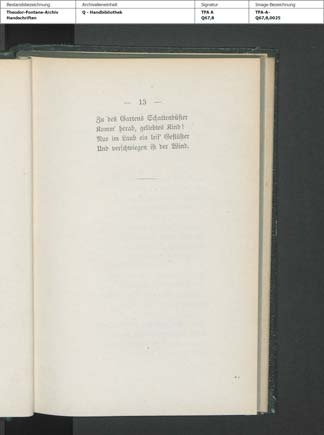 Bestandsbezeichnung
Theodor-Fontane-Archiv
Handschriften
Archivalieneinheit
Q - Handbibliothek
Signatur
TFA A
Q67,8
Image-Bezeichnung
TFA-A-
Q67,8,0025
— 13 —
Zu des Gartens Schattendüster
Komm' herab, geliebtes Kind!
Nur im Laub ein leis' Geflüster
Und verschwiegen ist der Wind.